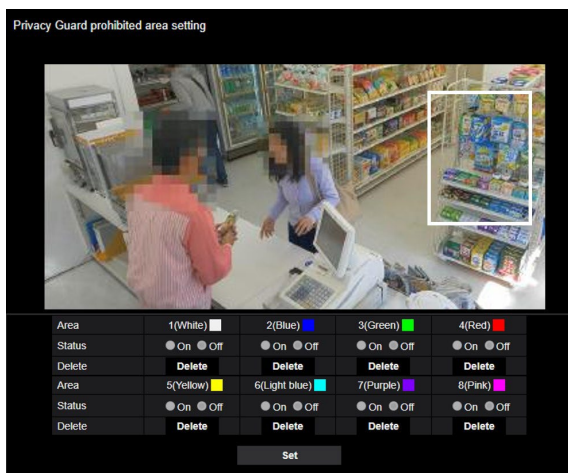 Privacy Guard prohibited area setting
Area 1(White) 2(Blue) 3(Green) 4(Red)
Status On Off On Off On Off On Off
Delete Delete Delete Delete Delete
Area 5(Yellow) 6(Light blue) 7(Purple) 8(Pink)
Status On Off On Off On Off On Off
Delete Delete Delete Delete Delete
Set